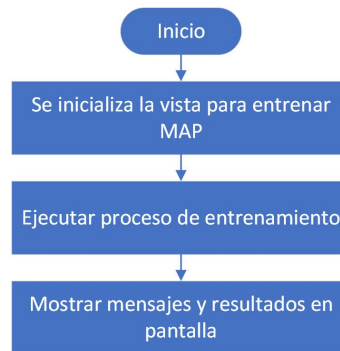 Inicio
Se inicializa la vista para entrenar
MAP
Ejecutar proceso de entrenamiento
Mostrar mensajes y resultados en
pantalla